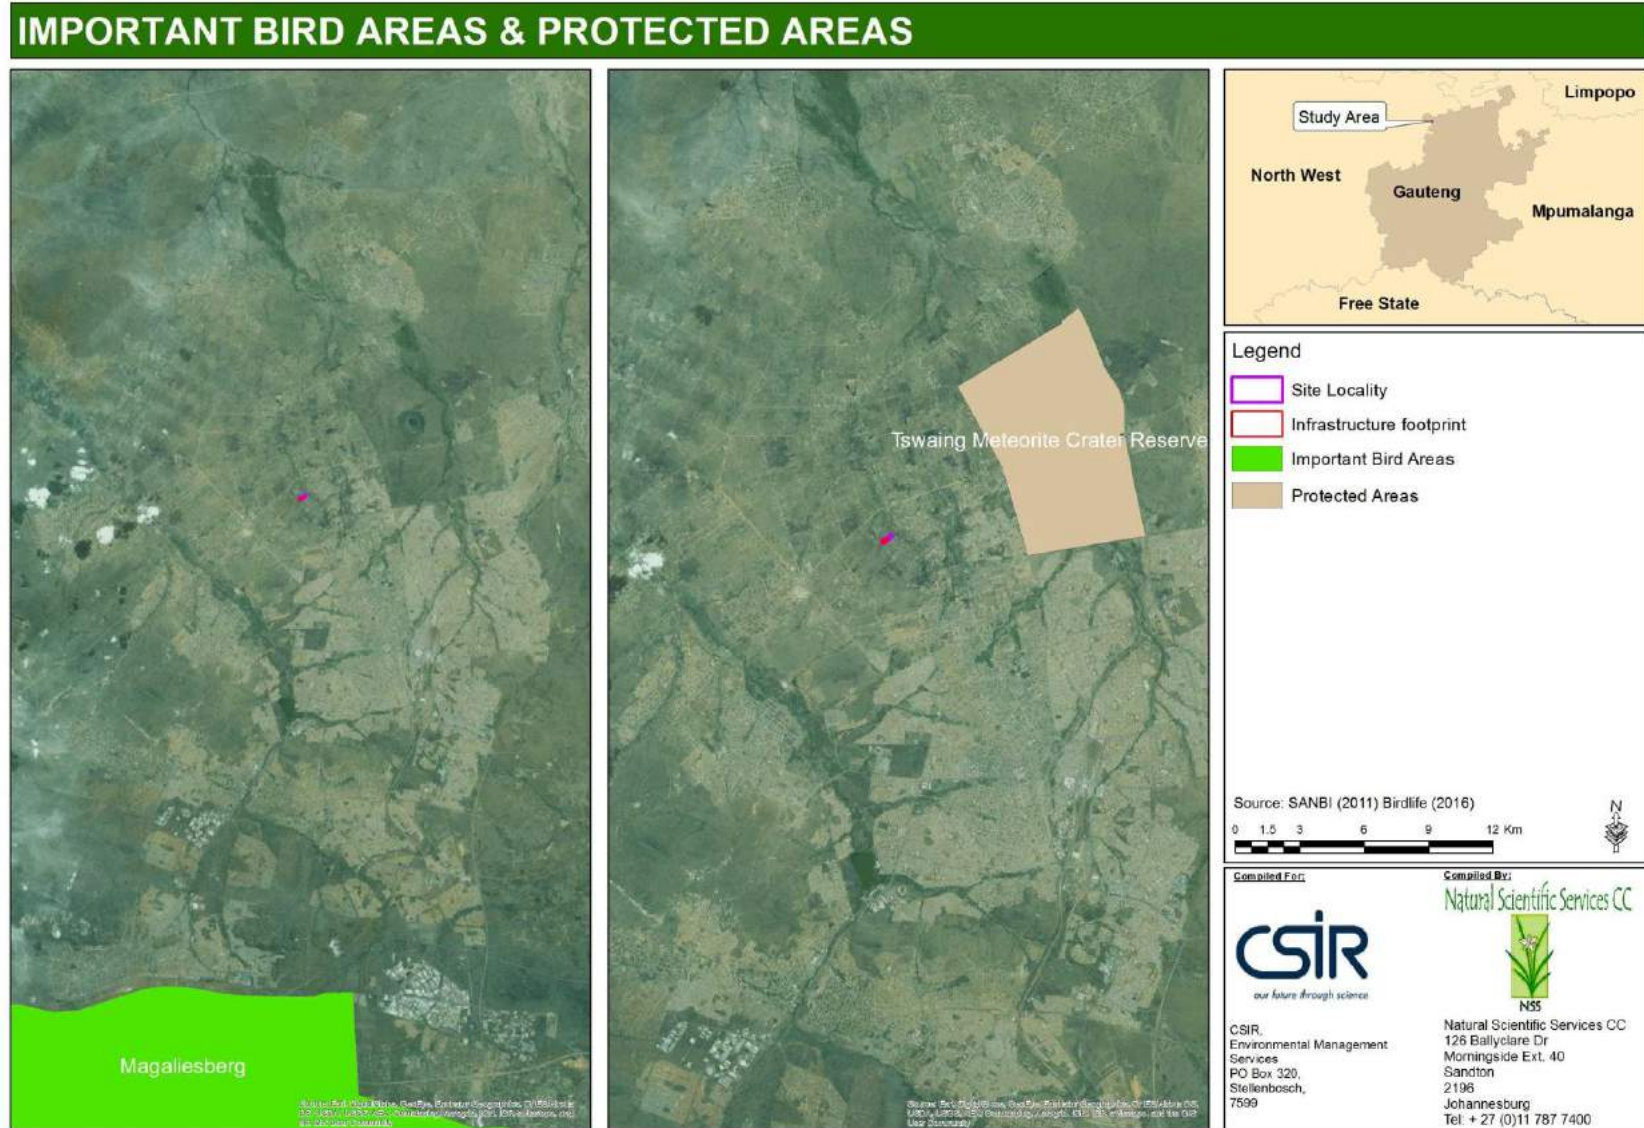 IMPORTANT BIRD AREAS & PROTECTED AREAS
Magaliesberg
Tswaing Meteorite Crater Reserve
Limpopo
Study Area
North West
Gauteng
Mpumalanga
Free State
Legend
Site Locality
Infrastructure footprint
Important Bird Areas
Protected Areas
Source: SANBI (2011) Birdlife (2016)
N
0 1.5 3 6 9 12 Km
Compiled For:
CSIR
our future through science
CSIR,
Environmental Management
Services
PO Box 320,
Stellenbosch,
7599
Compiled By:
Natural Scientific Services CC
NSS
Natural Scientific Services CC
126 Ballyclare Dr
Morningside Ext. 40
Sandton
2196
Johannesburg
Tel: + 27 (0)11 787 7400